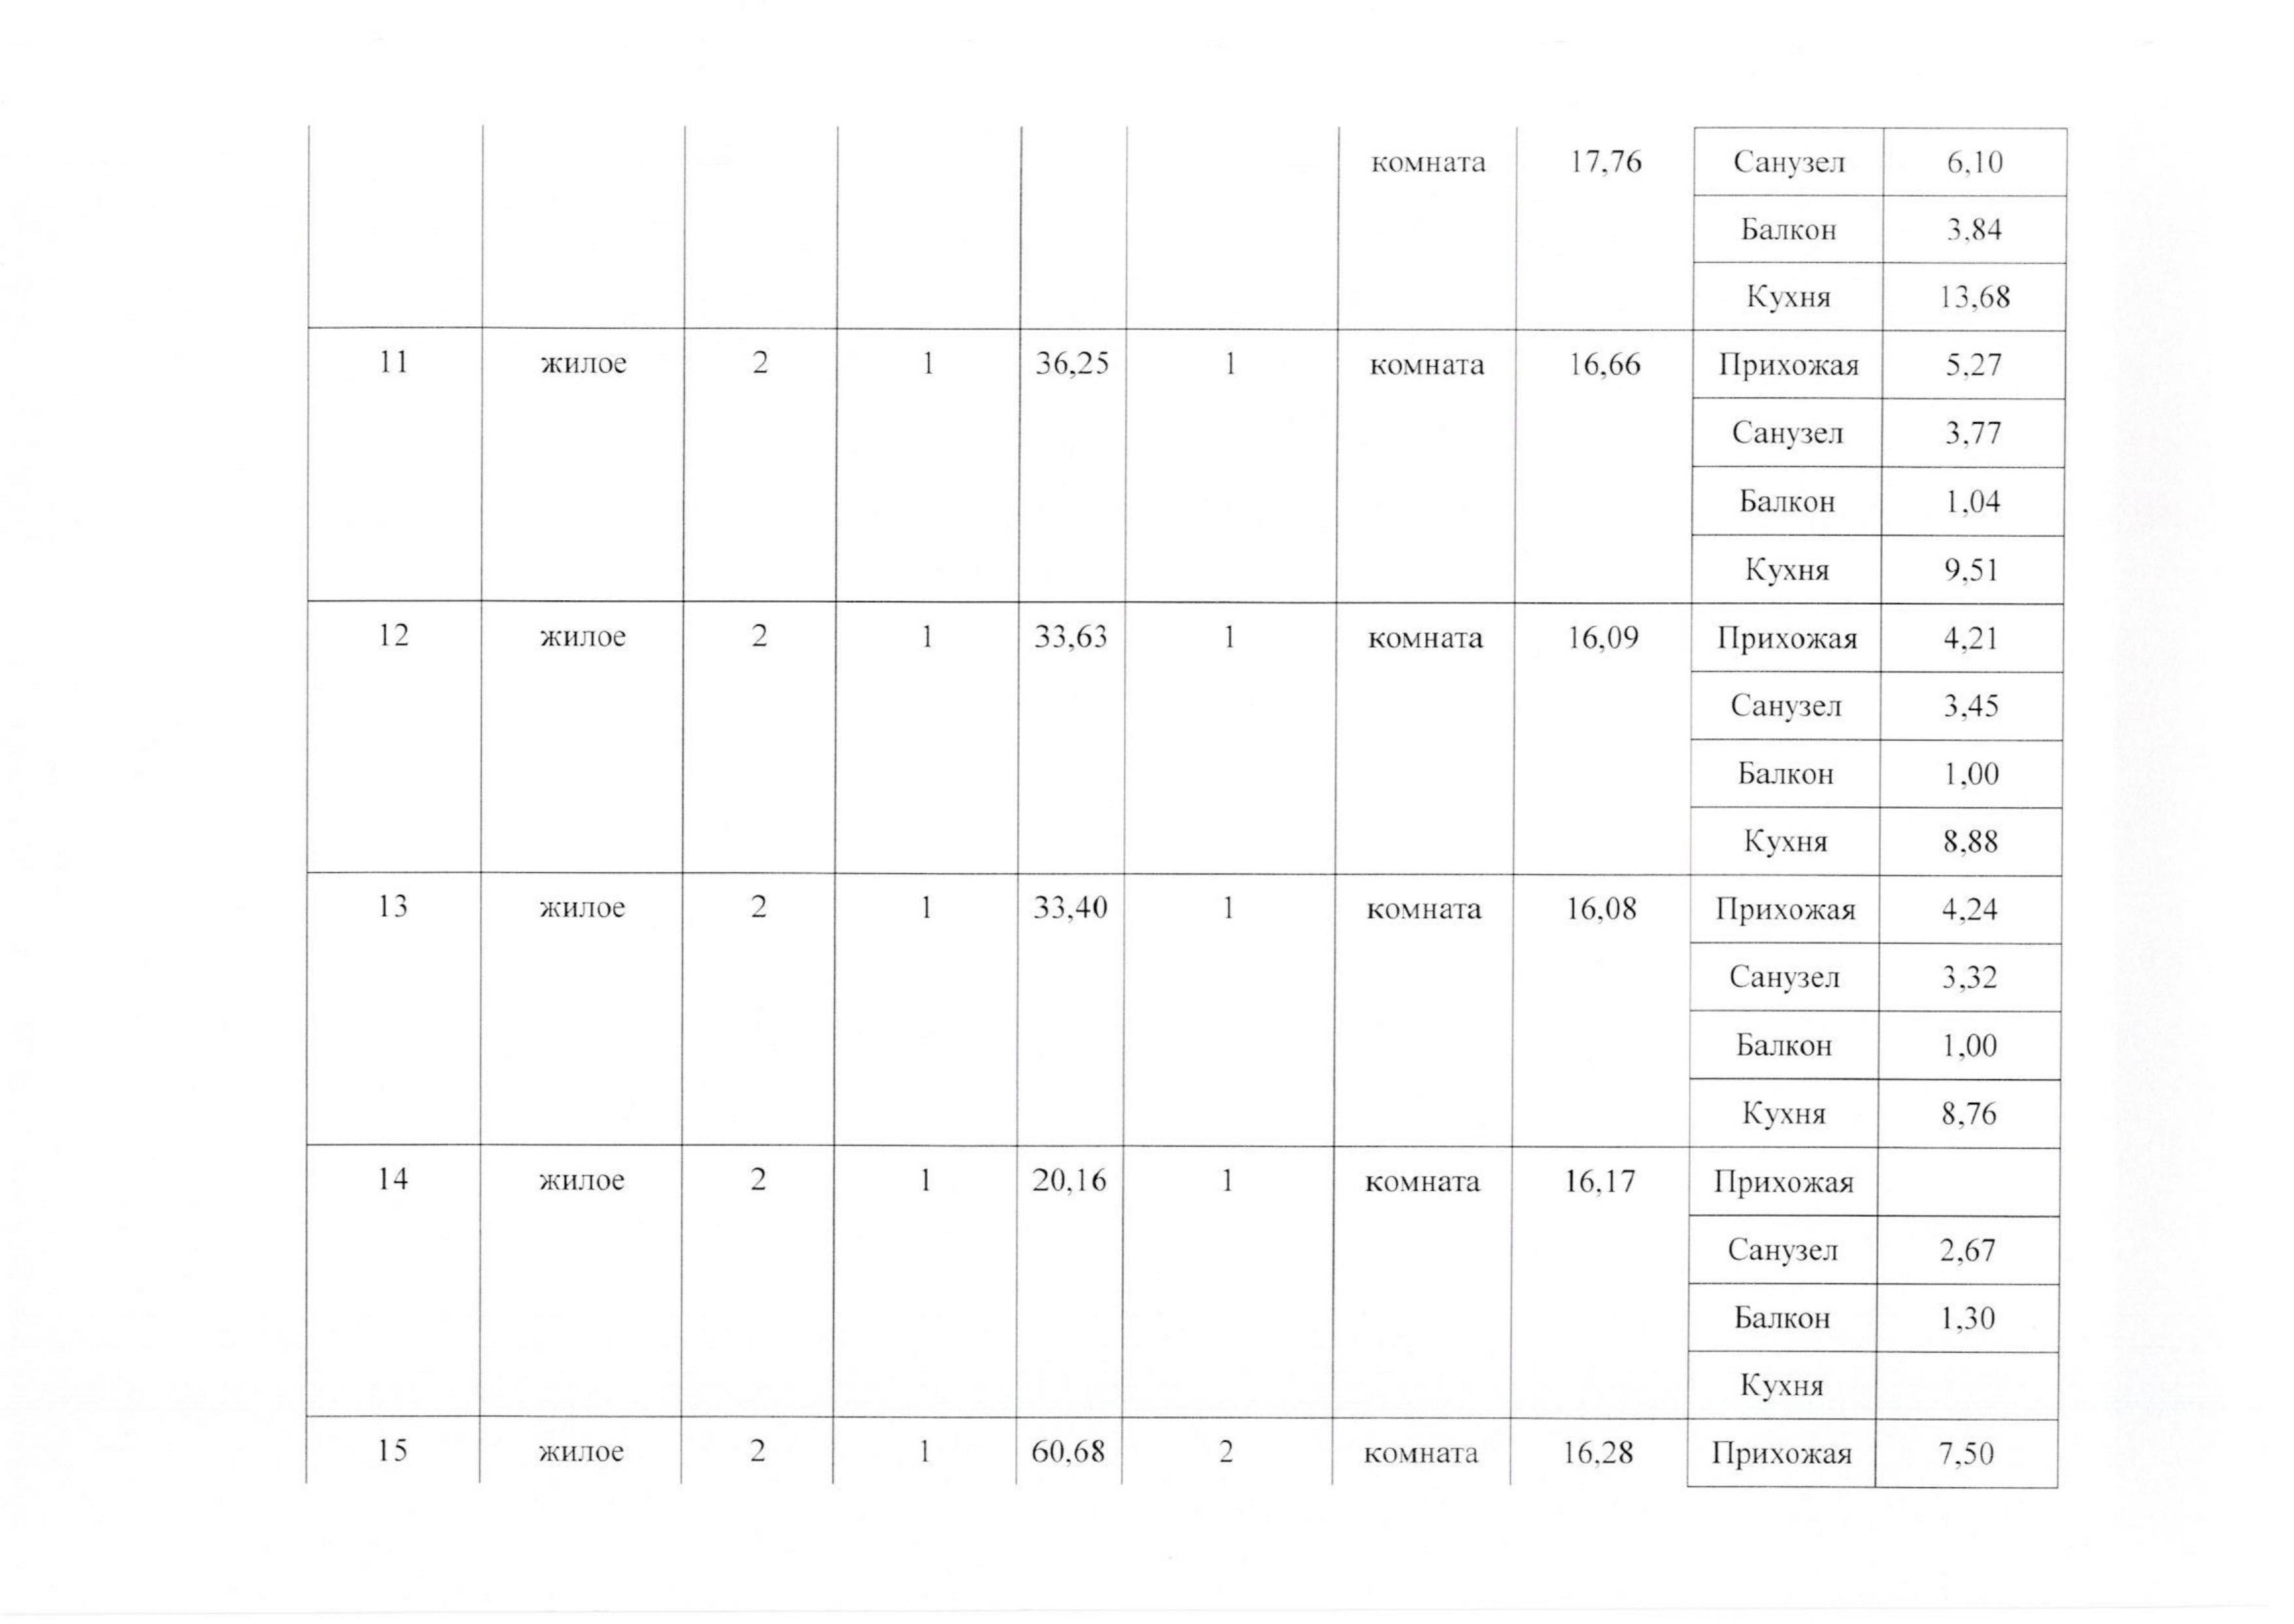 комната 17,76 Санузел 6,10
Балкон 3,84
Кухня 13,68
11 жилое 2 1 36,25 1 комната 16,66 Прихожая 5,27
Санузел 3,77
Балкон 1,04
Кухня 9,51
12 жилое 2 1 33,63 1 комната 16,09 Прихожая 4,21
Санузел 3,45
Балкон 1,00
Кухня 8,88
13 жилое 2 1 33,40 1 комната 16,08 Прихожая 4,24
Санузел 3,32
Балкон 1,00
Кухня 8,76
14 жилое 2 1 20,16 1 комната 16,17 Прихожая
Санузел 2,67
Балкон 1,30
Кухня
15 жилое 2 1 60,68 2 комната 16,28 Прихожая 7,50